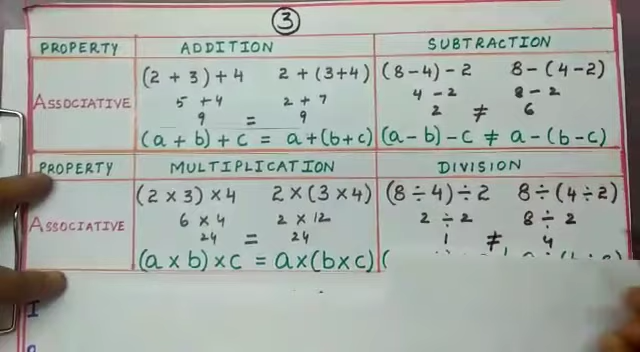 3
PROPERTY ADDITION SUBTRACTION
ASSOCIATIVE (2 + 3) + 4 2 + (3+4) (8-4) - 2 8 - (4-2)
5 + 4 2 + 7 4 - 2 8 - 2
9 = 9 2 ≠ 6
(a + b) + c = a + (b+c) (a-b) - c ≠ a - (b-c)
PROPERTY MULTIPLICATION DIVISION
ASSOCIATIVE (2 × 3) × 4 2 × (3 × 4) (8 ÷ 4) ÷ 2 8 ÷ (4 ÷ 2)
6 × 4 2 × 12 2 ÷ 2 8 ÷ 2
24 = 24 1 ≠ 4
(a × b) × c = a × (b × c) (
I